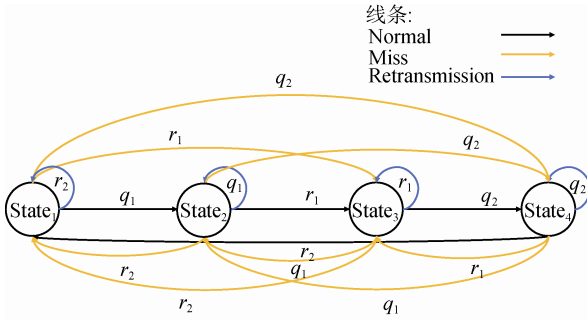 线条:
Normal
Miss
Retransmission
q₂
r₁
q₂
r₂
q₁
r₁
q₂
State₁
q₁
State₂
r₁
State₃
q₂
State₄
r₂
r₂
q₁
r₁
r₂
q₁